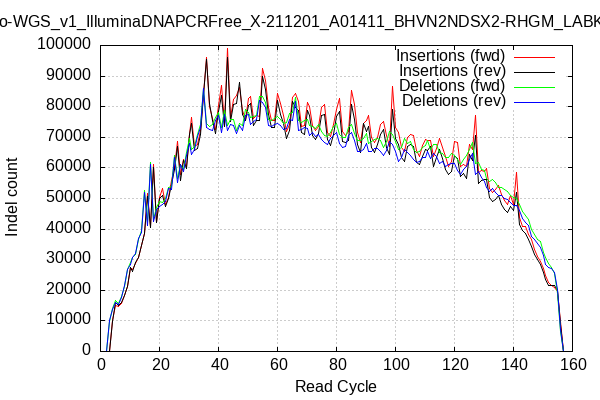 o-WGS_v1_IlluminaDNAPCRFree_X-211201_A01411_BHVN2NDSX2-RHGM_LABK
100000
90000
80000
70000
60000
50000
40000
30000
20000
10000
0
Indel count
Insertions (fwd)
Insertions (rev)
Deletions (fwd)
Deletions (rev)
0 20 40 60 80 100 120 140 160
Read Cycle